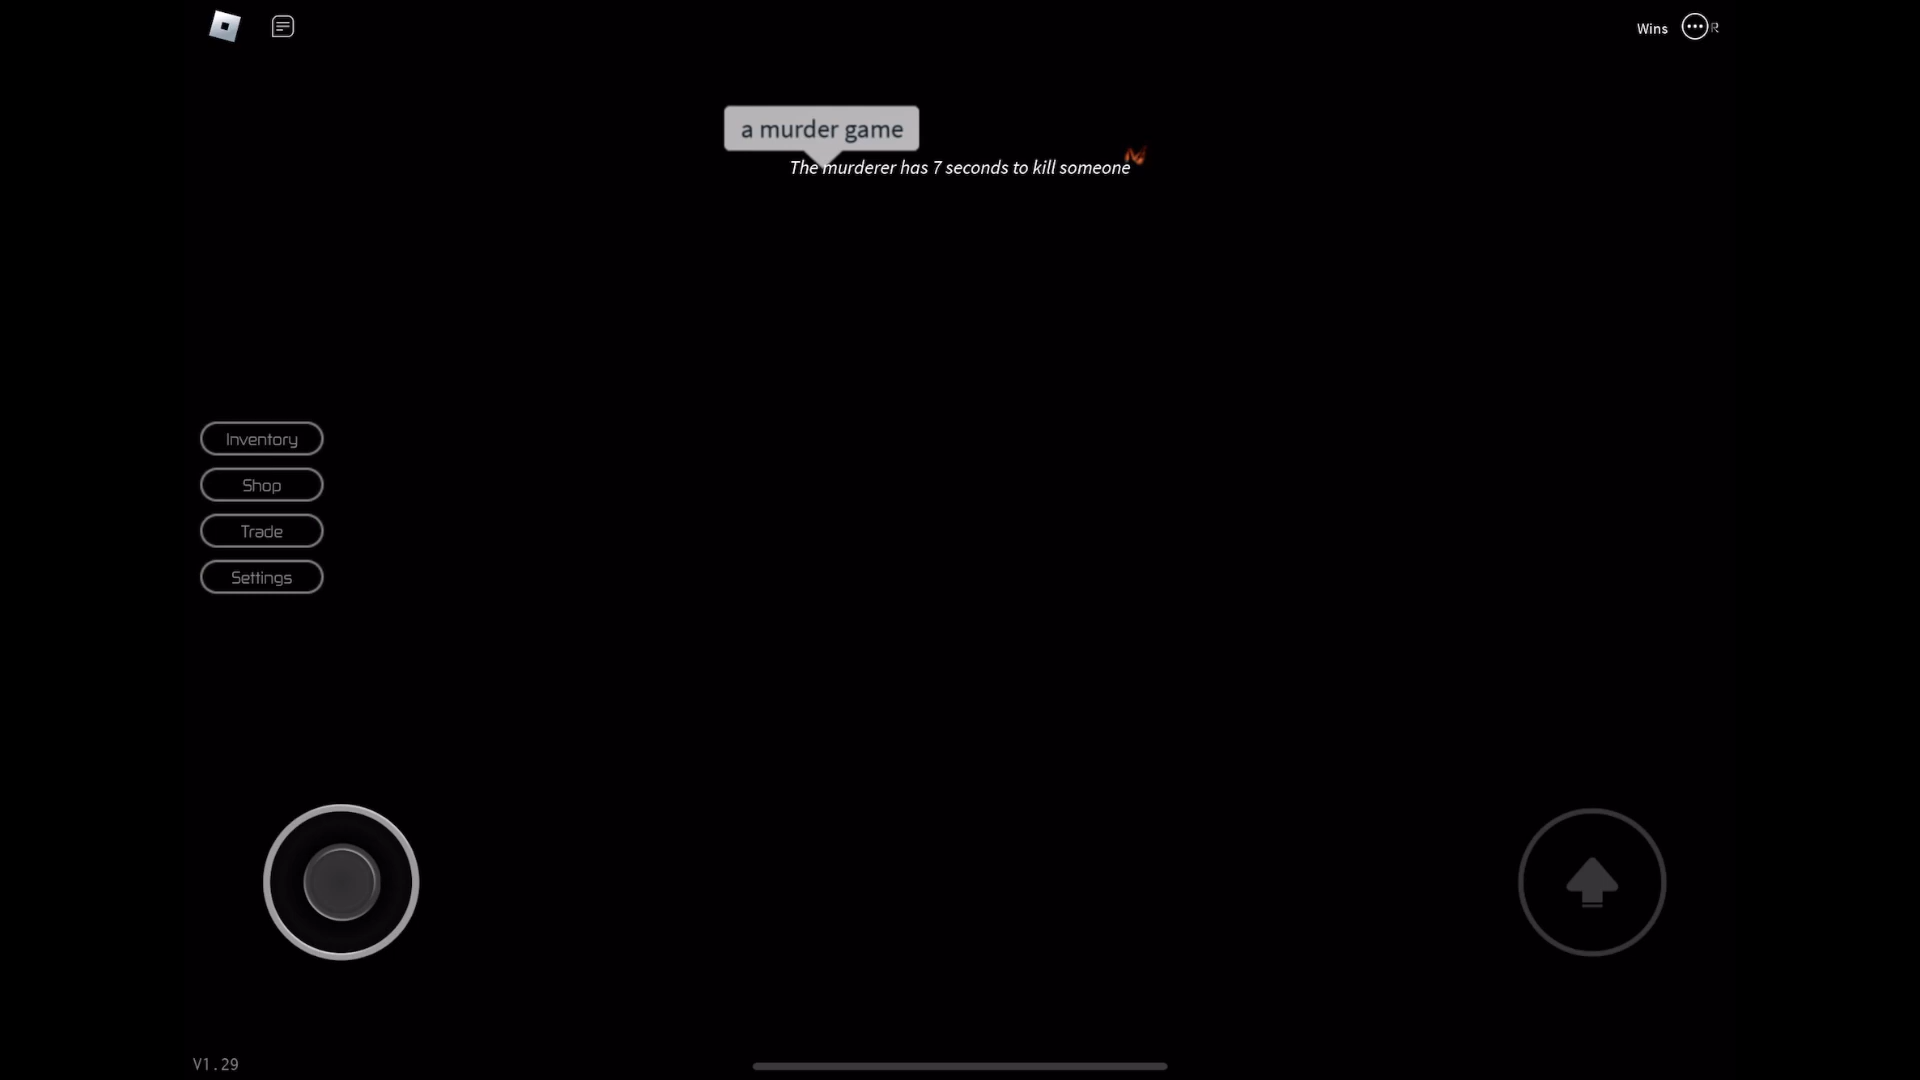 Wins
R
a murder game
The murderer has 7 seconds to kill someone
Inventory
Shop
Trade
Settings
V1.29